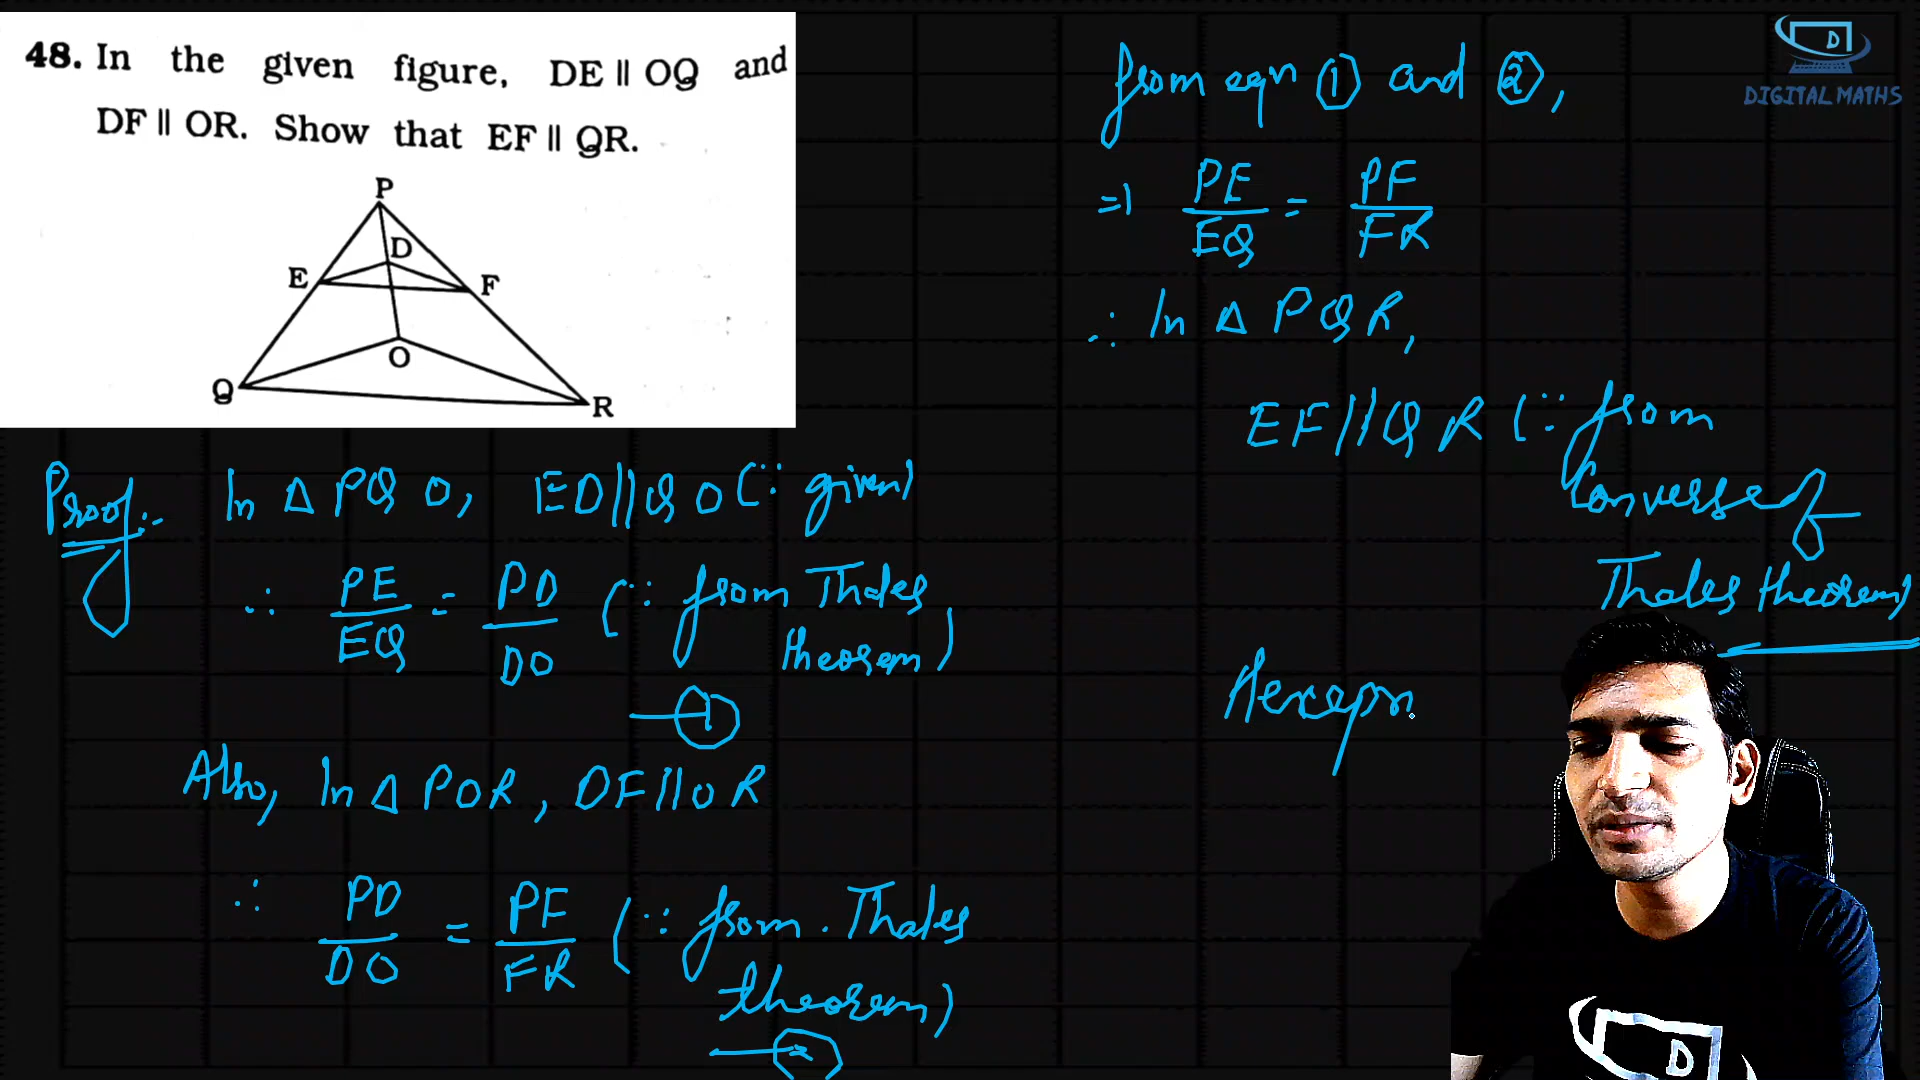 48. In the given figure, DE || OQ and
DF || OR. Show that EF || QR.
P
D
E
F
O
Q
R
Proof:- In Δ PQO, ED||QO (∵ given)
∴ PE/EQ = PD/DO (∵ from Thales
theorem)
1
Also, In Δ POR, DF||OR
∴ PD/DO = PF/FR (∵ from Thales
theorem)
2
from eqn ① and ②,
=) PE/EQ = PF/FR
∴ In Δ PQR,
EF||QR (∵ from
Converse of
Thales theorem)
D
DIGITAL MATHS
D